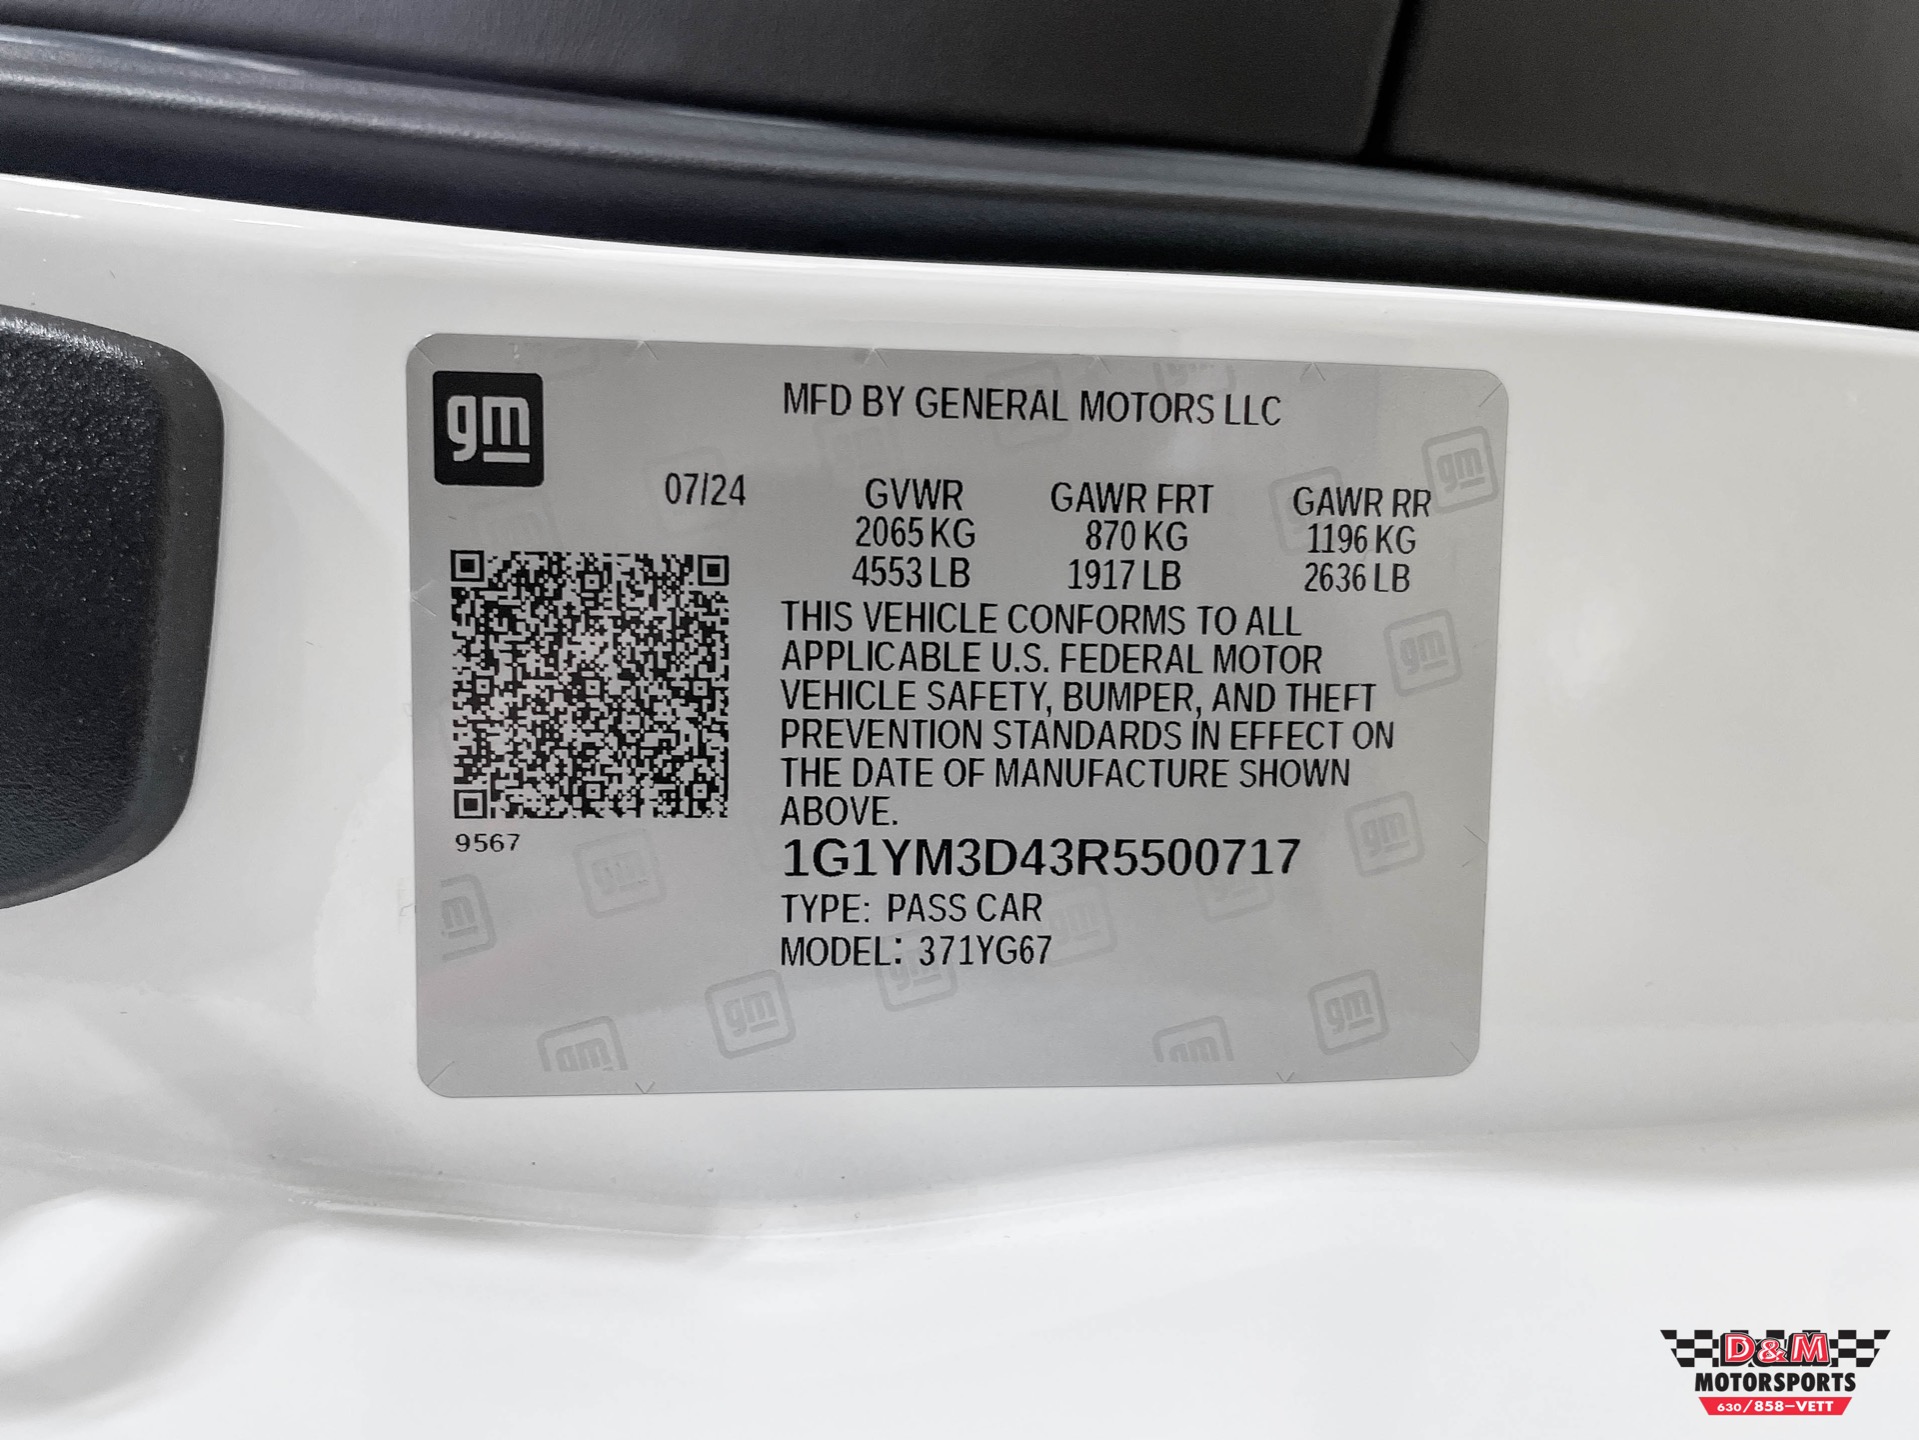 gm
MFD BY GENERAL MOTORS LLC
07/24 GVWR GAWR FRT GAWR RR
2065 KG 870 KG 1196 KG
4553 LB 1917 LB 2636 LB
THIS VEHICLE CONFORMS TO ALL
APPLICABLE U.S. FEDERAL MOTOR
VEHICLE SAFETY, BUMPER, AND THEFT
PREVENTION STANDARDS IN EFFECT ON
THE DATE OF MANUFACTURE SHOWN
ABOVE.
9567
1G1YM3D43R5500717
TYPE: PASS CAR
MODEL: 371YG67
D&M
MOTORSPORTS
630/858-VETT